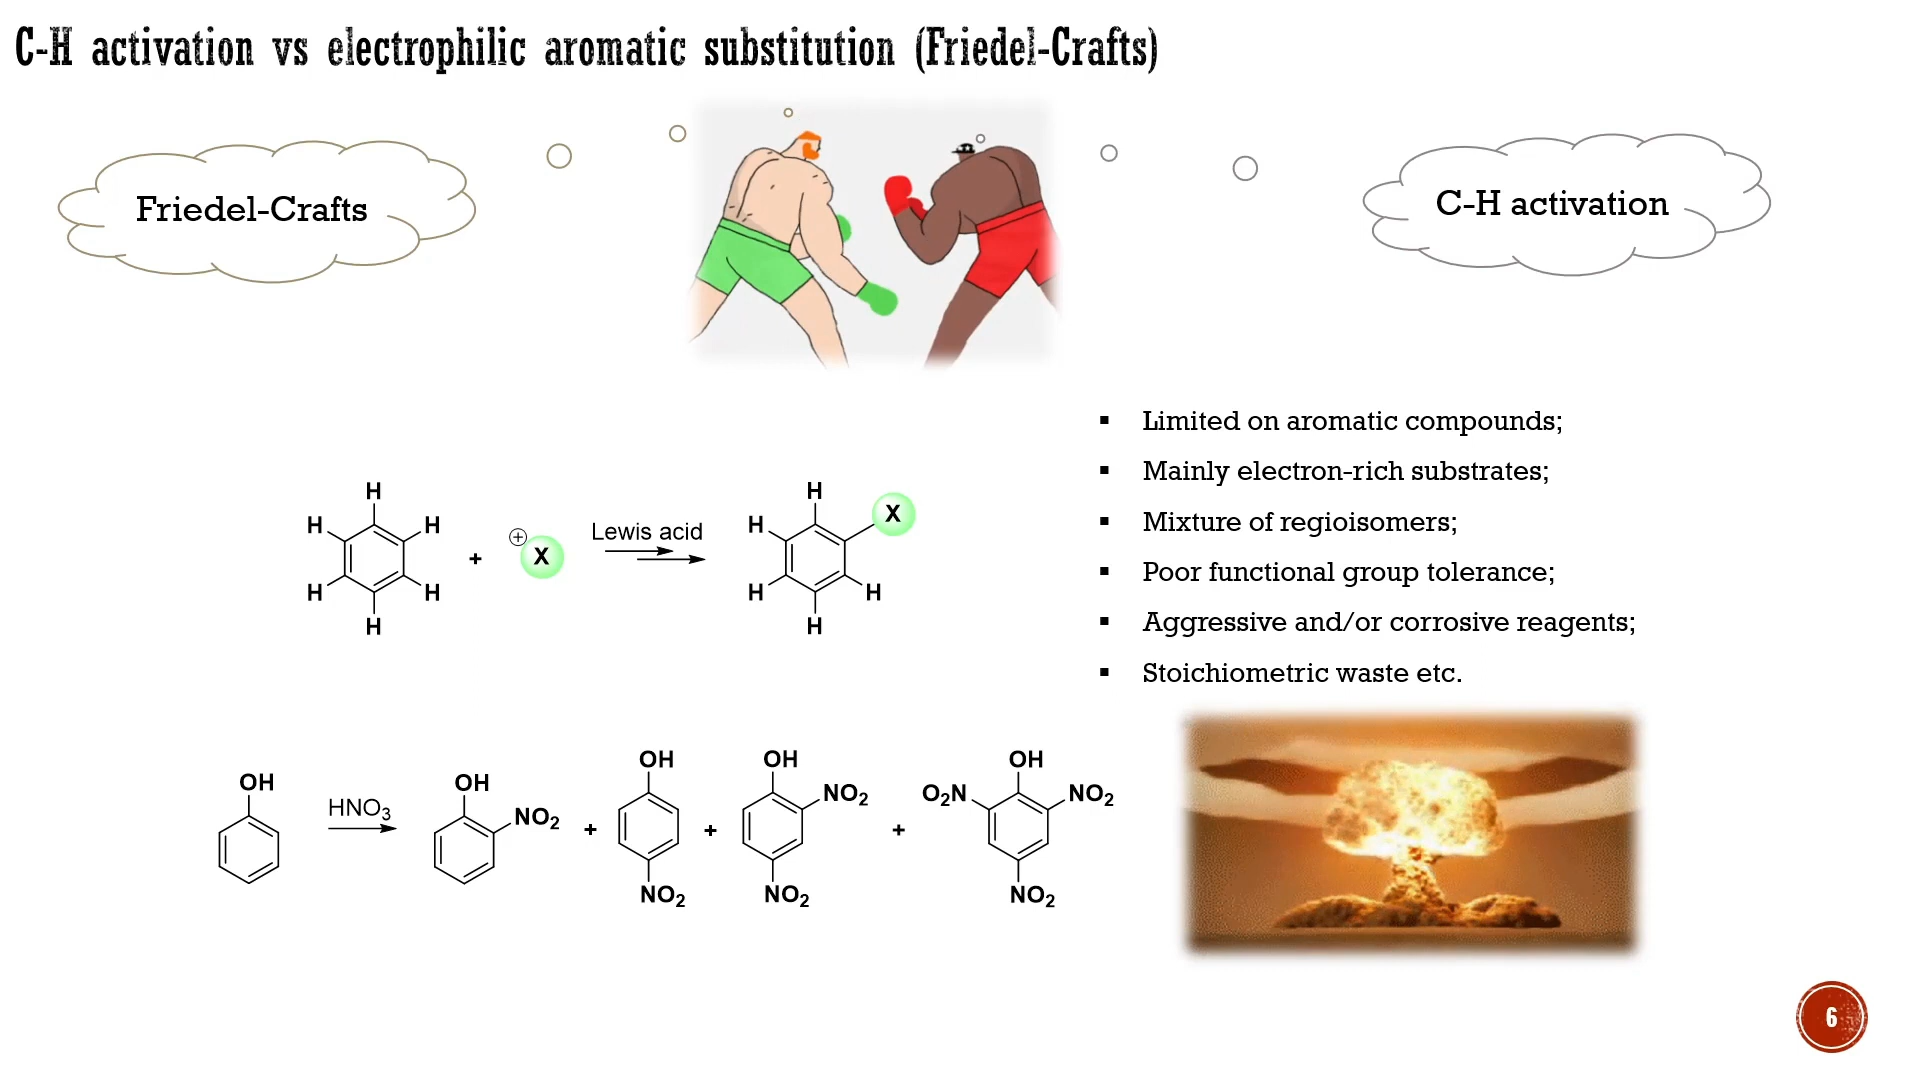 C-H activation vs electrophilic aromatic substitution (Friedel-Crafts)
Friedel-Crafts
C-H activation
▪ Limited on aromatic compounds;
▪ Mainly electron-rich substrates;
▪ Mixture of regioisomers;
▪ Poor functional group tolerance;
▪ Aggressive and/or corrosive reagents;
▪ Stoichiometric waste etc.
H
H H
H H
H
+
⊕
X
Lewis acid
H
H X
H H
H
OH
HNO₃
OH
NO₂
+
OH
NO₂
+
OH
NO₂
NO₂
+
OH
O₂N NO₂
NO₂
6